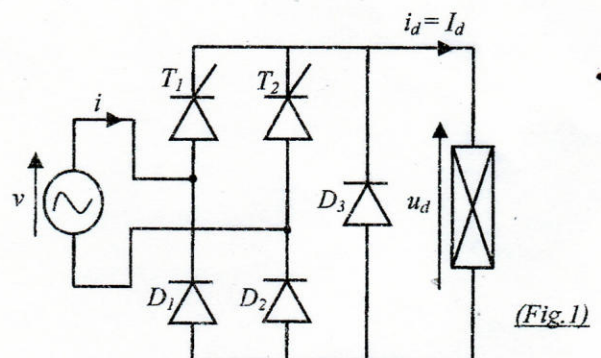 i_d = I_d
T_1
T_2
i
v
D_3
u_d
D_1
D_2
(Fig.1)